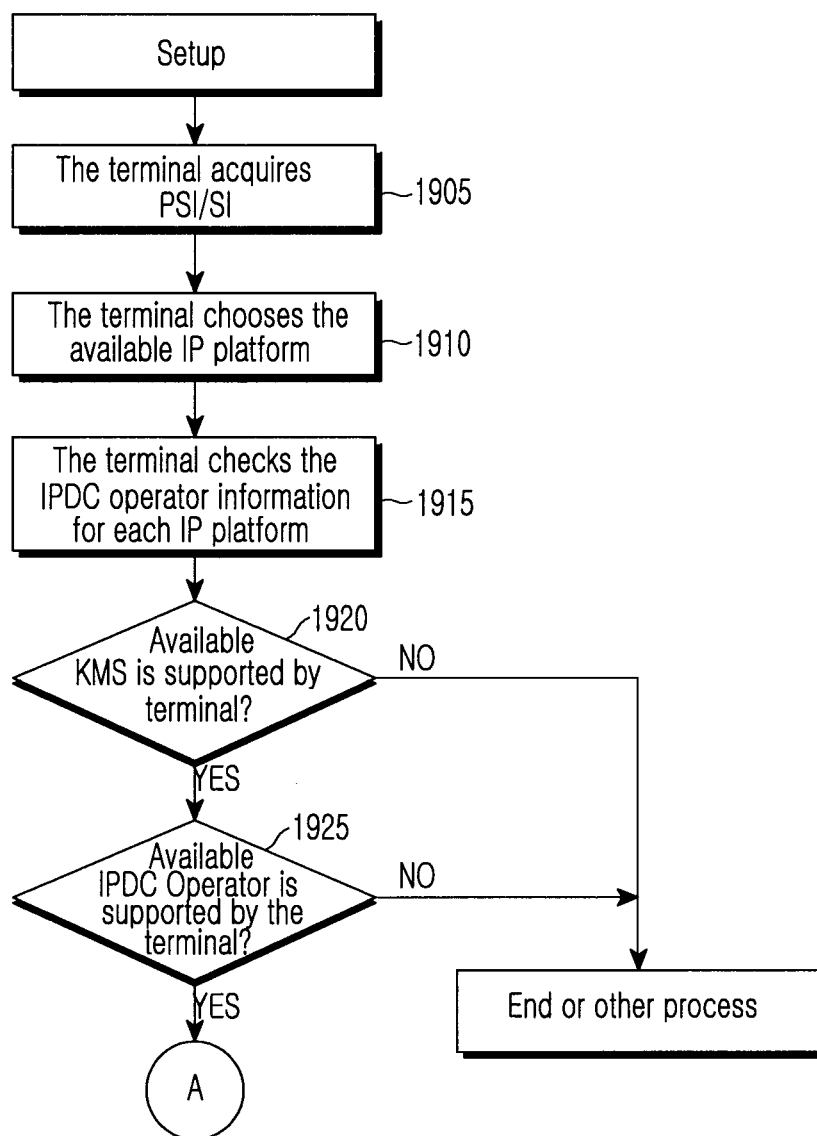 Setup
The terminal acquires
PSI/SI
1905
The terminal chooses the
available IP platform
1910
The terminal checks the
IPDC operator information
for each IP platform
1915
1920
Available
KMS is supported by
terminal?
NO
YES
1925
Available
IPDC Operator is
supported by the
terminal?
NO
YES
End or other process
A